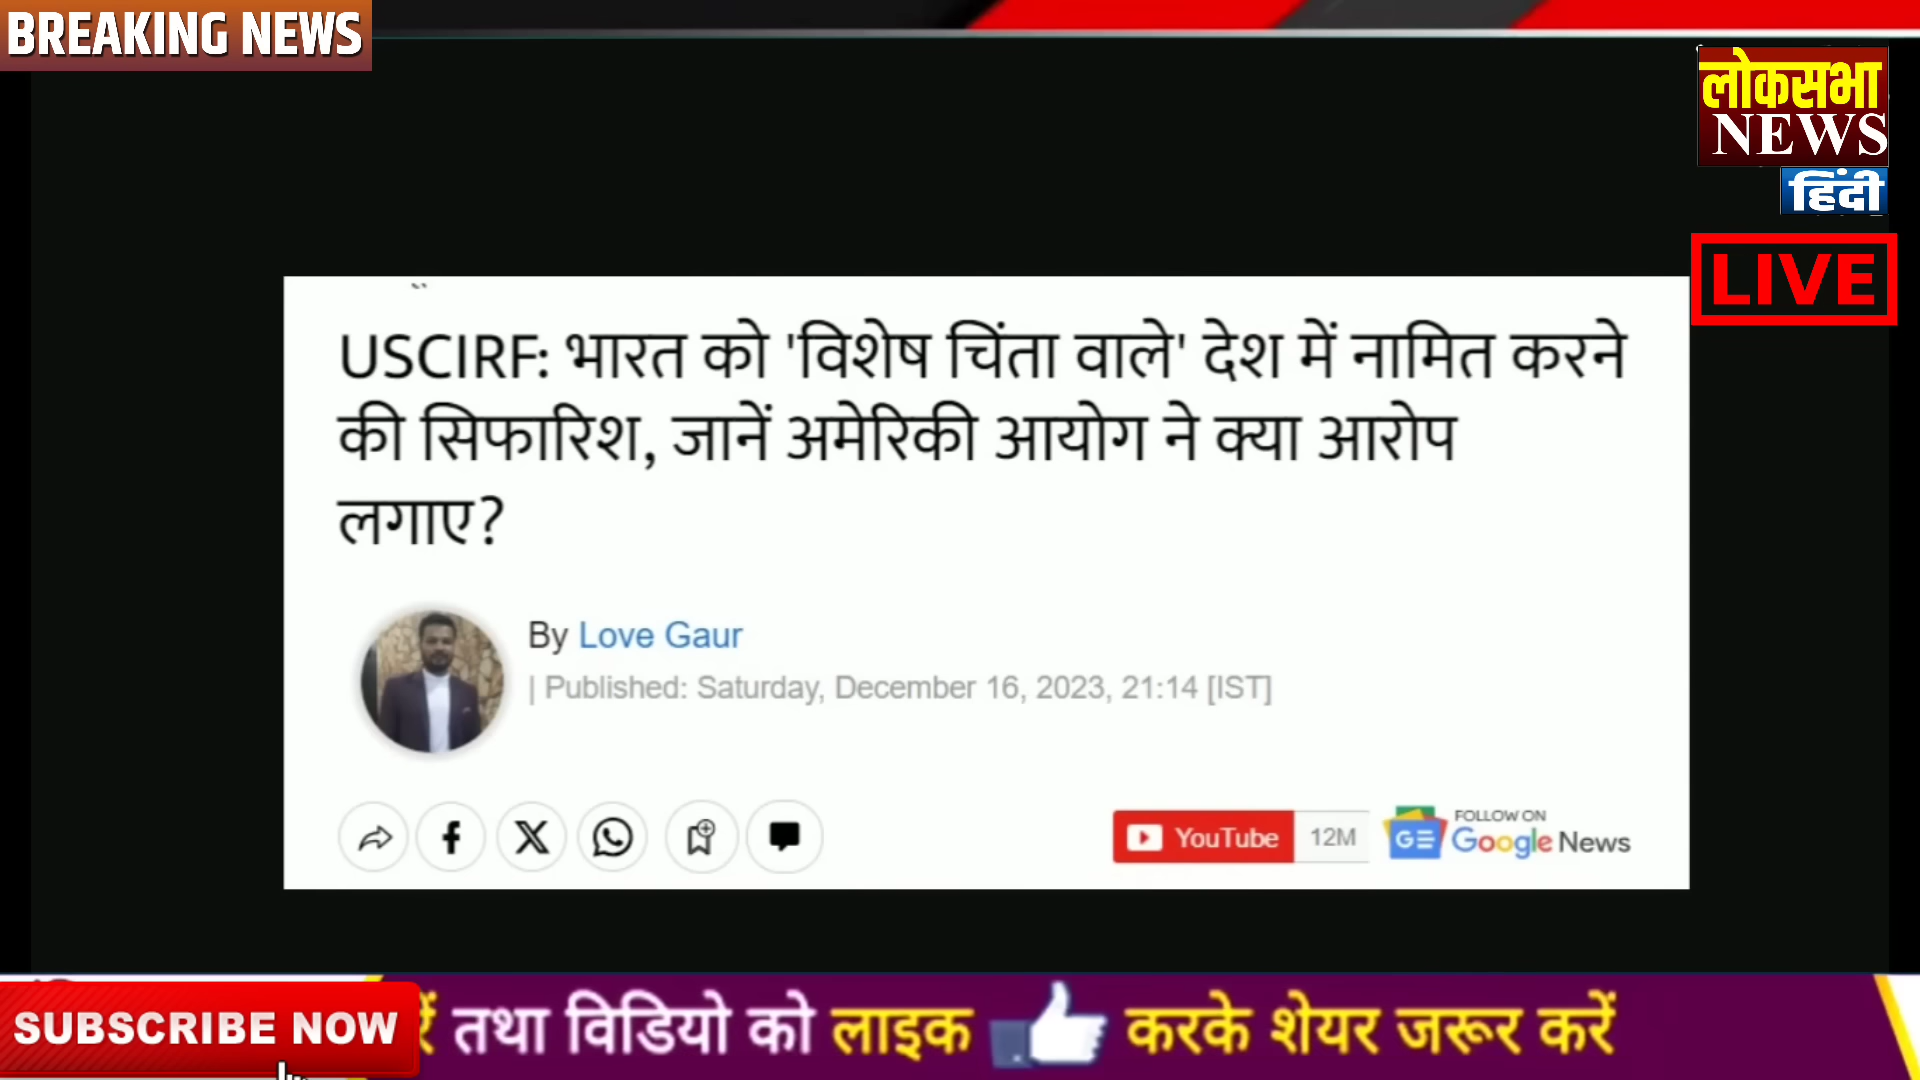 BREAKING NEWS
लोकसभा
NEWS
हिंदी
LIVE
USCIRF: भारत को 'विशेष चिंता वाले' देश में नामित करने
की सिफारिश, जानें अमेरिकी आयोग ने क्या आरोप
लगाए?
By Love Gaur
| Published: Saturday, December 16, 2023, 21:14 [IST]
YouTube 12M
FOLLOW ON
Google News
SUBSCRIBE NOW
तथा विडियो को लाइक करके शेयर जरूर करें